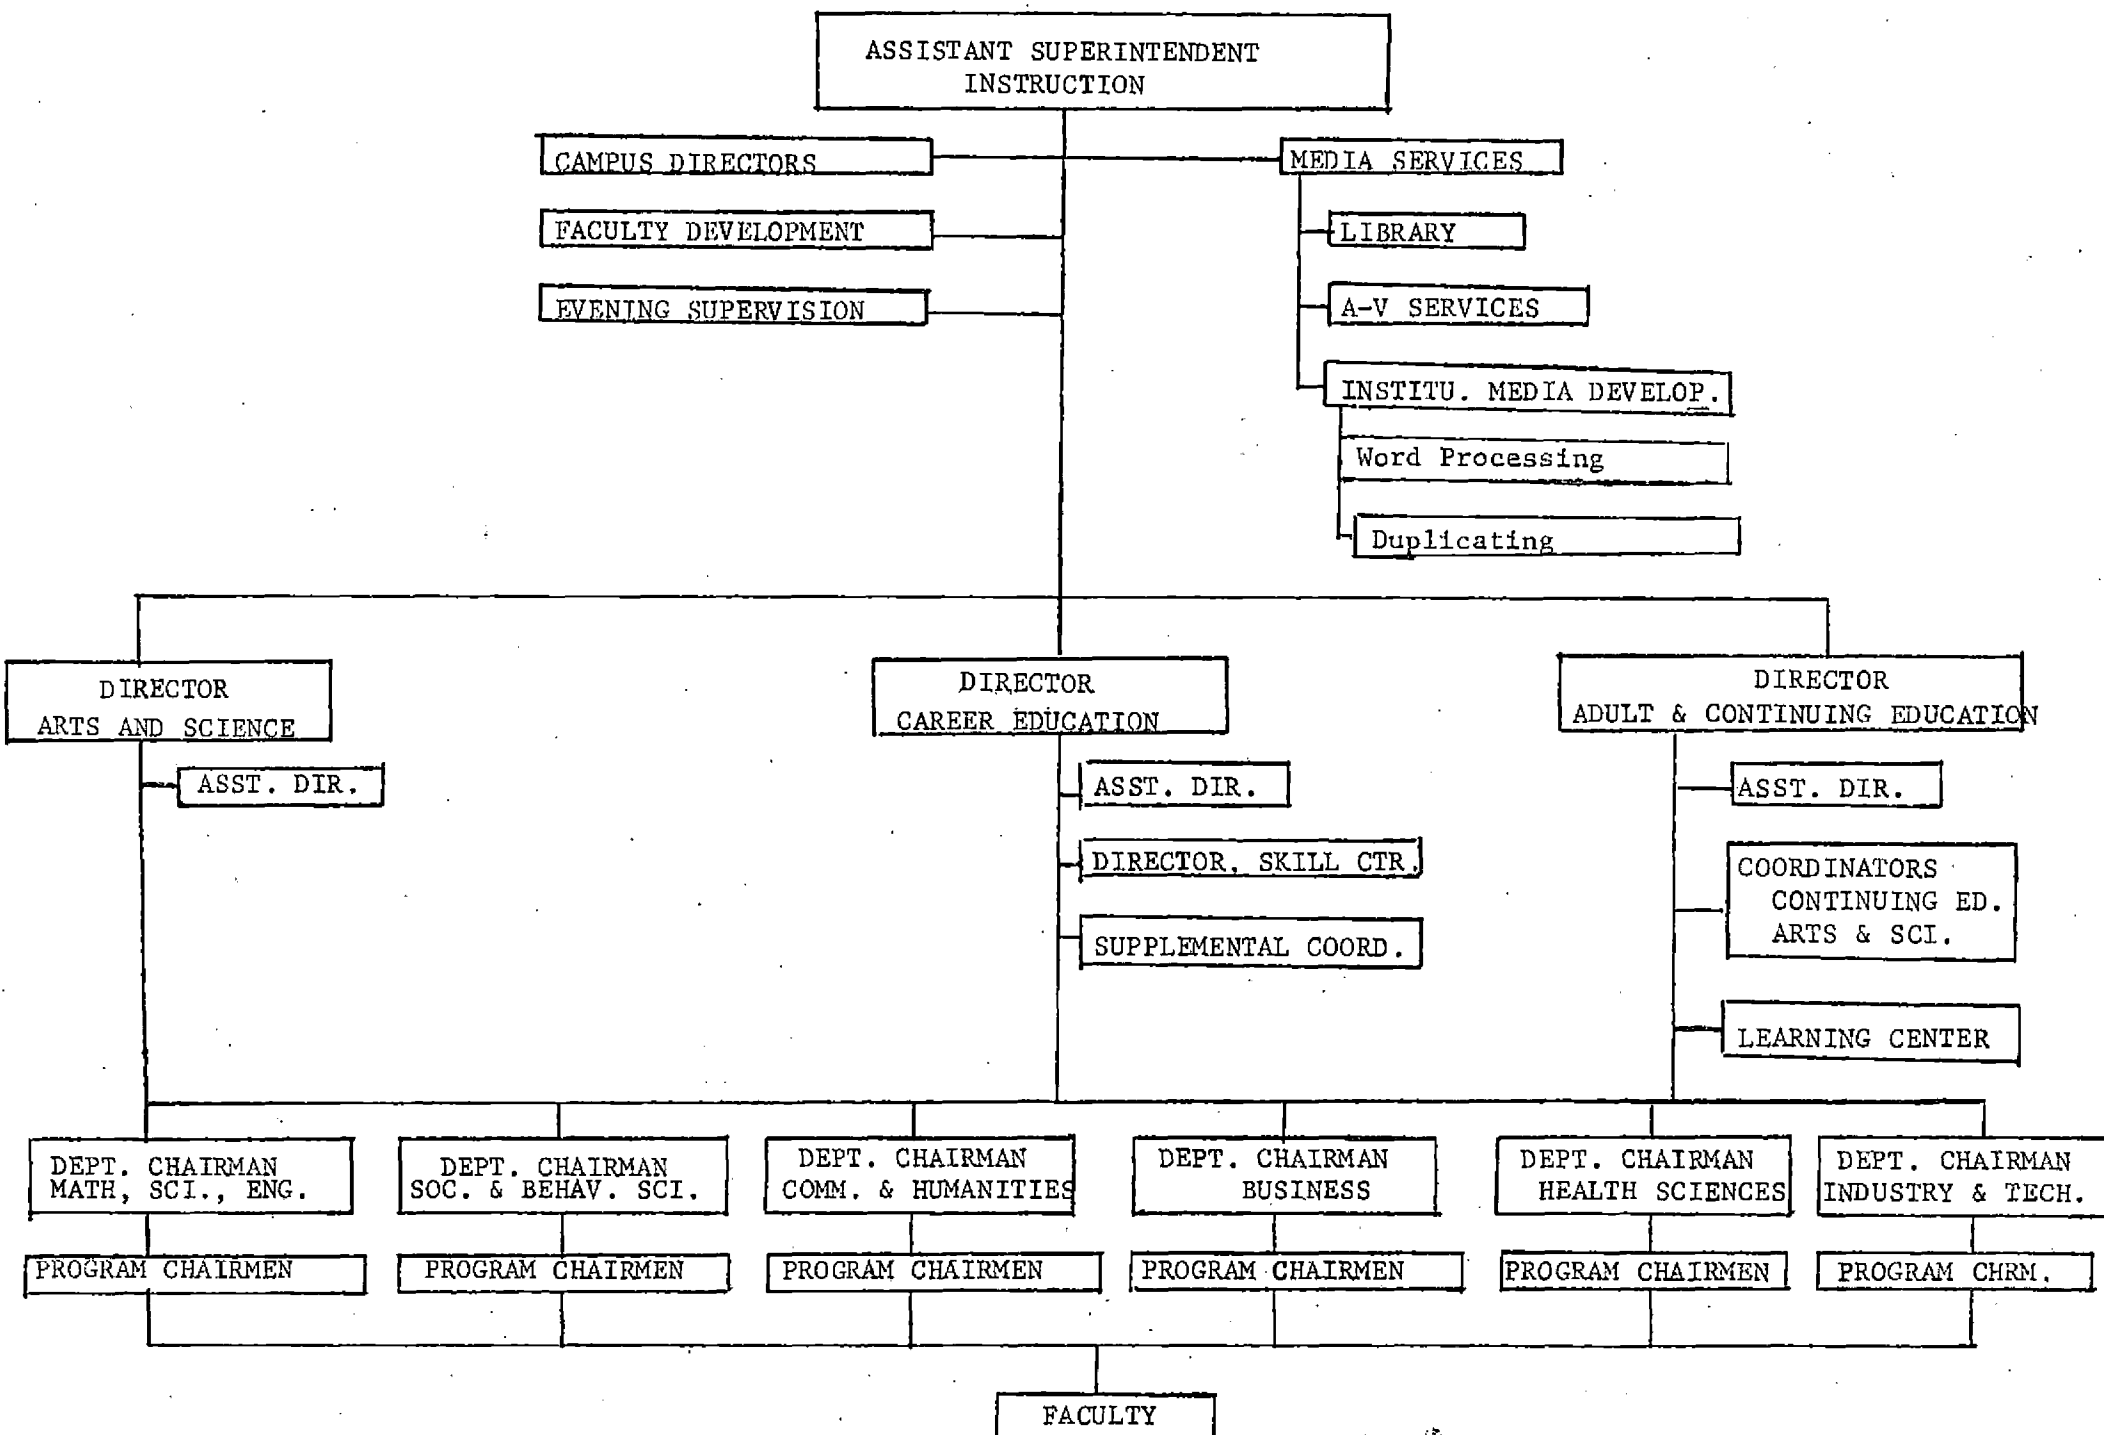 ASSISTANT SUPERINTENDENT
INSTRUCTION
CAMPUS DIRECTORS
MEDIA SERVICES
FACULTY DEVELOPMENT
LIBRARY
EVENING SUPERVISION
A-V SERVICES
INSTITU. MEDIA DEVELOP.
Word Processing
Duplicating
DIRECTOR
ARTS AND SCIENCE
DIRECTOR
CAREER EDUCATION
DIRECTOR
ADULT & CONTINUING EDUCATION
ASST. DIR.
ASST. DIR.
ASST. DIR.
DIRECTOR, SKILL CTR.
COORDINATORS
CONTINUING ED.
ARTS & SCI.
SUPPLEMENTAL COORD.
LEARNING CENTER
DEPT. CHAIRMAN
MATH, SCI., ENG.
DEPT. CHAIRMAN
SOC. & BEHAV. SCI.
DEPT. CHAIRMAN
COMM. & HUMANITIES
DEPT. CHAIRMAN
BUSINESS
DEPT. CHAIRMAN
HEALTH SCIENCES
DEPT. CHAIRMAN
INDUSTRY & TECH.
PROGRAM CHAIRMEN
PROGRAM CHAIRMEN
PROGRAM CHAIRMEN
PROGRAM CHAIRMEN
PROGRAM CHAIRMEN
PROGRAM CHRM.
FACULTY